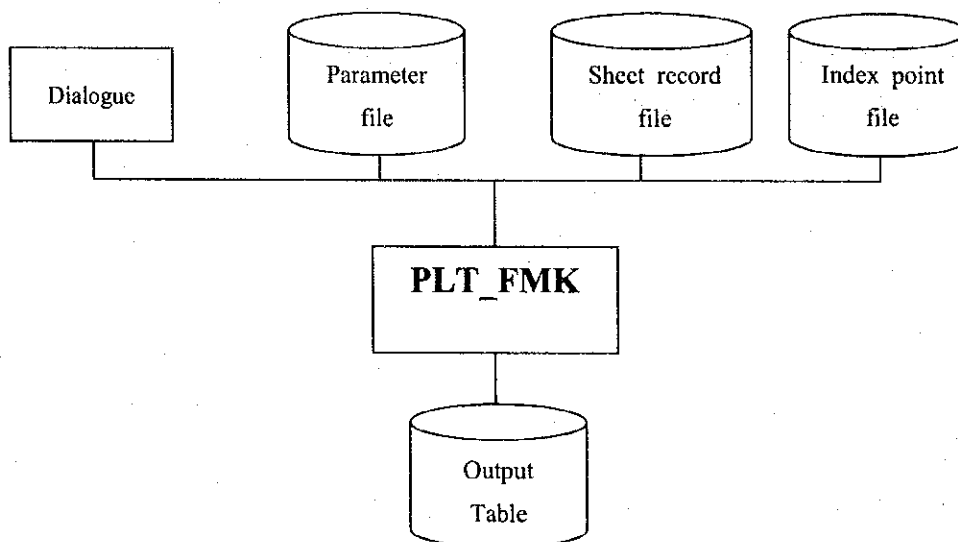 Dialogue
Parameter
file
Sheet record
file
Index point
file
PLT_FMK
Output
Table